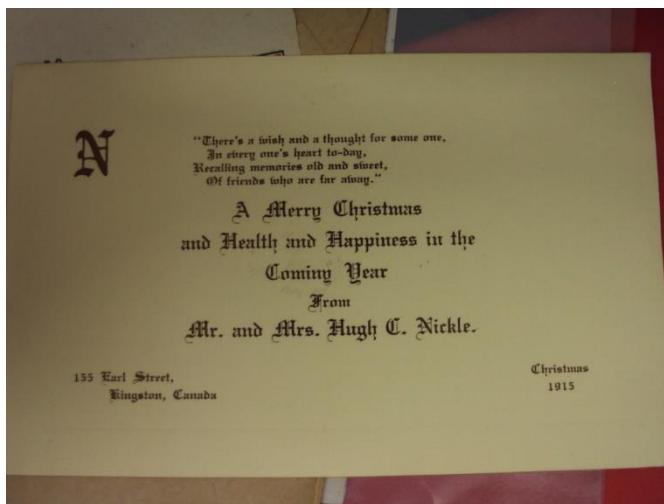 N
"There's a wish and a thought for some one,
In every one's heart to-day,
Recalling memories old and sweet,
Of friends who are far away."
A Merry Christmas
and Health and Happiness in the
Coming Year
From
Mr. and Mrs. Hugh C. Nickle.
155 Earl Street,
Kingston, Canada
Christmas
1915